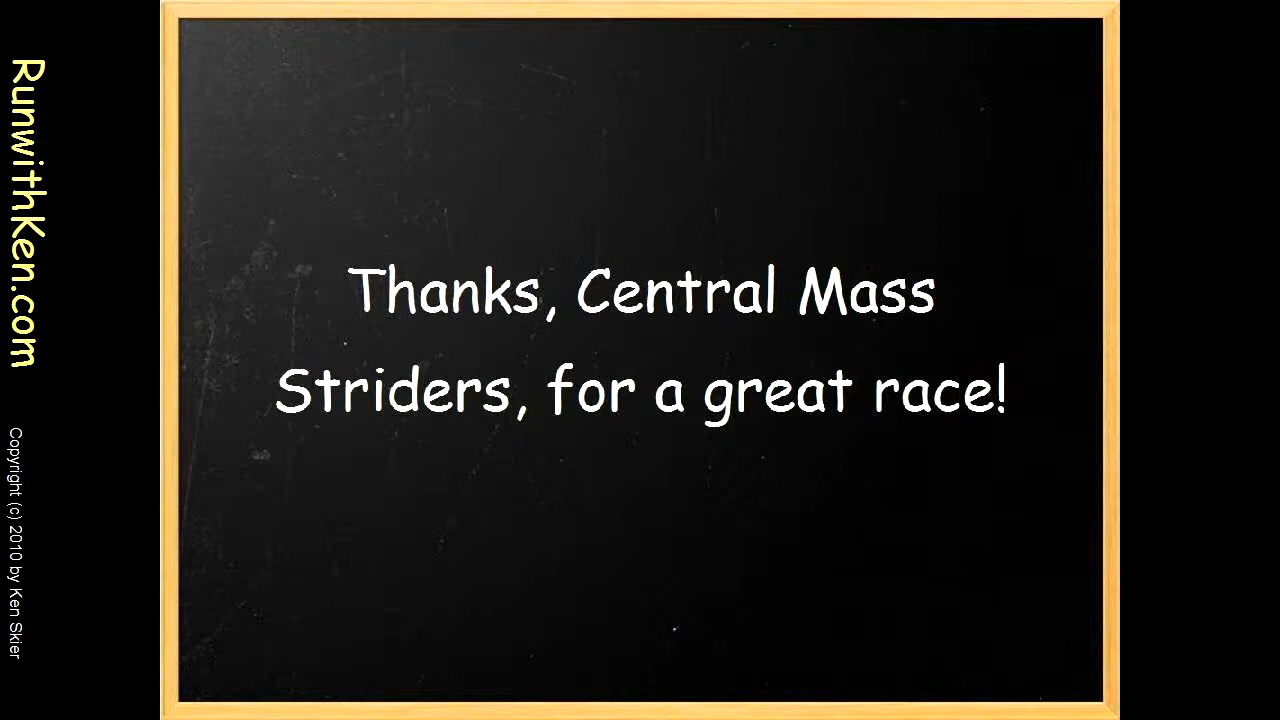 RunwithKen.com
Copyright (c) 2010 by Ken Skier
Thanks, Central Mass
Striders, for a great race!